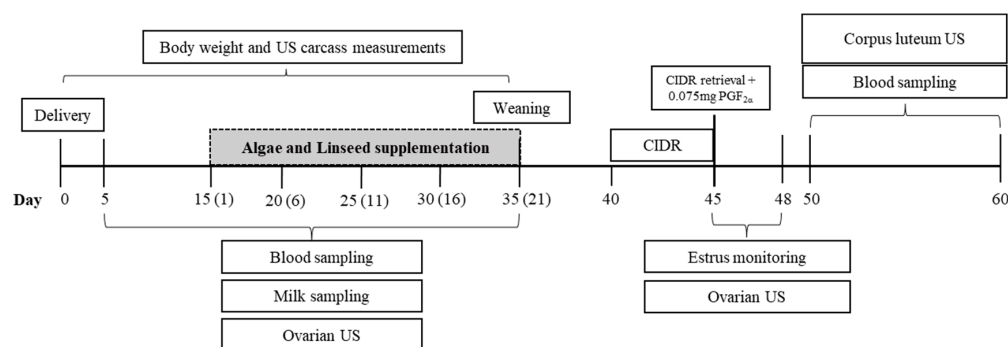 Body weight and US carcass measurements
Corpus luteum US
Blood sampling
CIDR retrieval +
0.075mg PGF2α
Delivery
Weaning
Algae and Linseed supplementation
CIDR
Day 0 5 15 (1) 20 (6) 25 (11) 30 (16) 35 (21) 40 45 48 50 60
Blood sampling
Milk sampling
Ovarian US
Estrus monitoring
Ovarian US